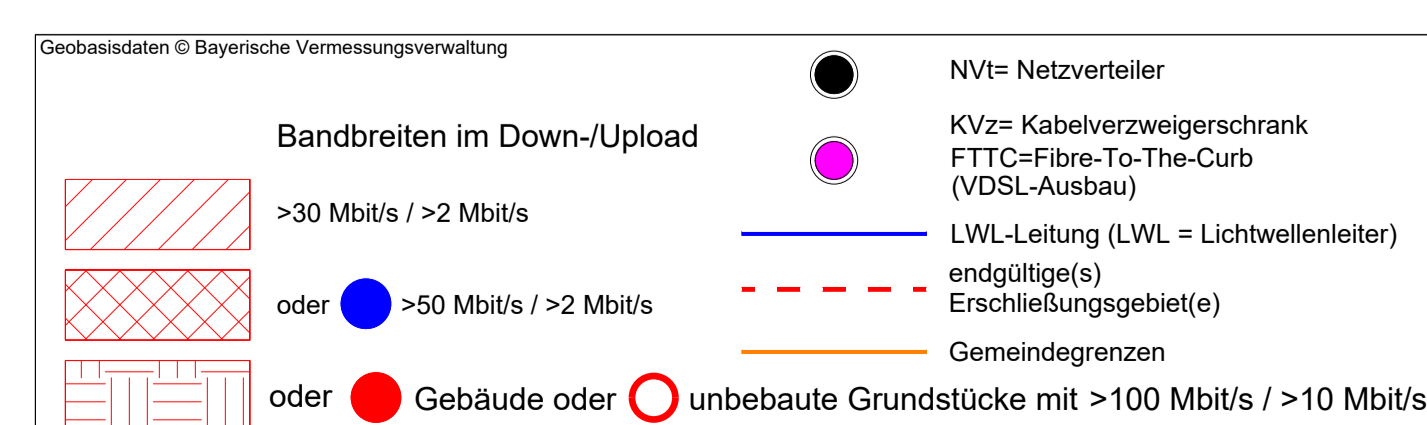 Geobasisdaten © Bayerische Vermessungsverwaltung
Bandbreiten im Down-/Upload
>30 Mbit/s / >2 Mbit/s
oder >50 Mbit/s / >2 Mbit/s
NVt= Netzverteiler
KVz= Kabelverzweigerschrank
FTTC=Fibre-To-The-Curb
(VDSL-Ausbau)
LWL-Leitung (LWL = Lichtwellenleiter)
endgültige(s)
Erschließungsgebiet(e)
Gemeindegrenzen
oder Gebäude oder unbebaute Grundstücke mit >100 Mbit/s / >10 Mbit/s